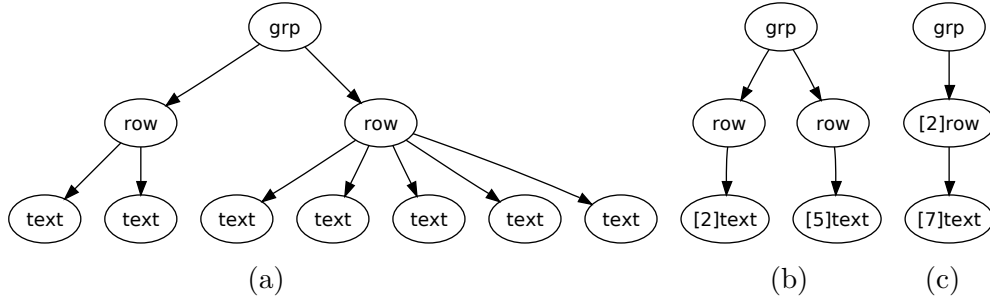 grp grp grp
row row row row [2]row
text text text text text text text [2]text [5]text [7]text
(a) (b) (c)